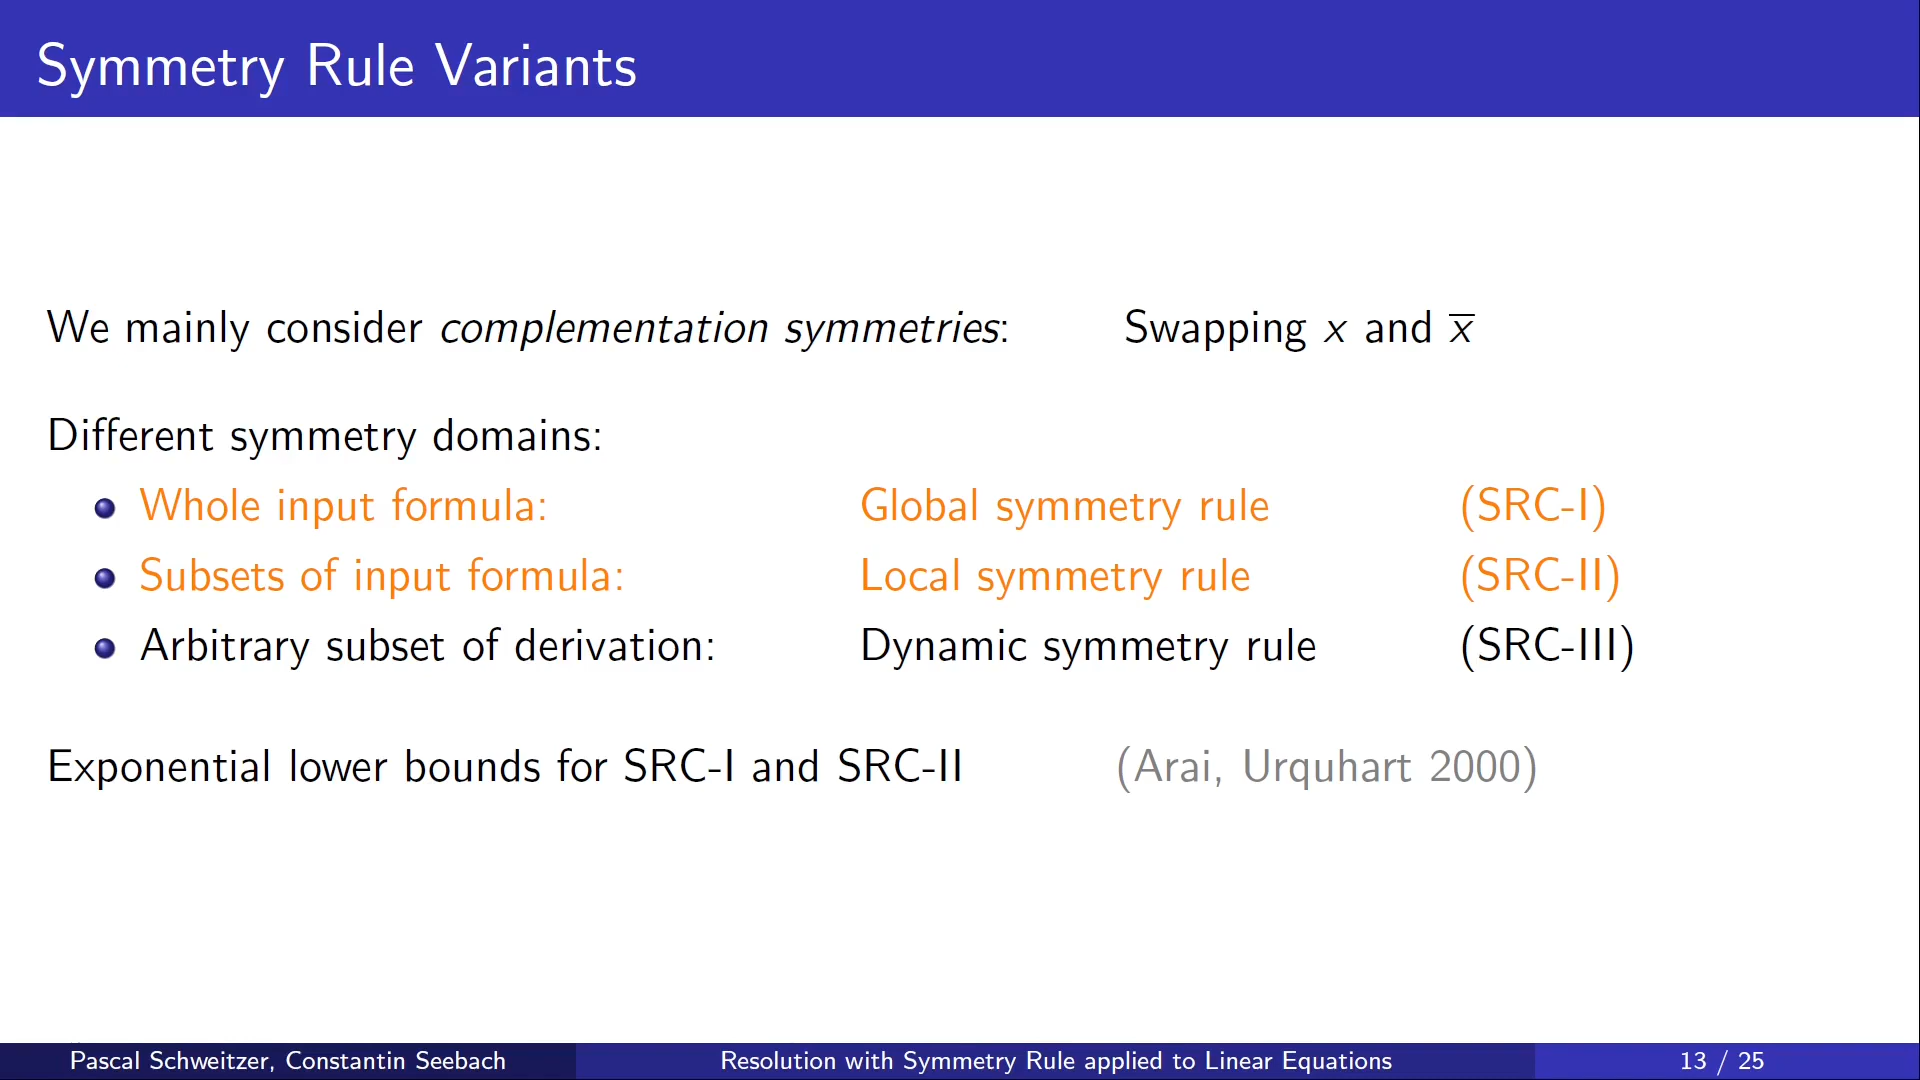 Symmetry Rule Variants
We mainly consider complementation symmetries: Swapping x and x̅
Different symmetry domains:
Whole input formula: Global symmetry rule (SRC-I)
Subsets of input formula: Local symmetry rule (SRC-II)
Arbitrary subset of derivation: Dynamic symmetry rule (SRC-III)
Exponential lower bounds for SRC-I and SRC-II (Arai, Urquhart 2000)
Pascal Schweitzer, Constantin Seebach Resolution with Symmetry Rule applied to Linear Equations 13 / 25